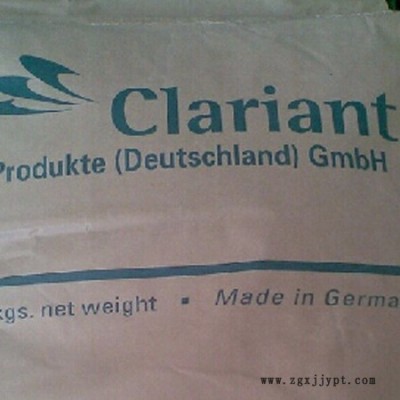 Clariant
Produkte (Deutschland) GmbH
kgs. net weight ▪ Made in Germa
www.zgxjjypt.com